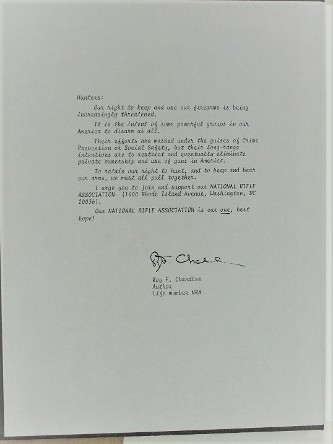 Hunters:
Our right to keep and use our firearms is being
increasingly threatened.
It is the intent of some powerful groups in our
America to disarm us all.
Their efforts are masked under the guises of Crime
Prevention or Social Safety, but their long-range
intentions are to restrict and eventually eliminate
private ownership and use of guns in America.
To retain our right to hunt, and to keep and bear
our arms, we must all pull together.
I urge you to join and support our NATIONAL RIFLE
ASSOCIATION (1600 Rhode Island Avenue, Washington, DC
20036).
Our NATIONAL RIFLE ASSOCIATION is our one, best
hope!
Roy F. Chandler
Author
Life member NRA